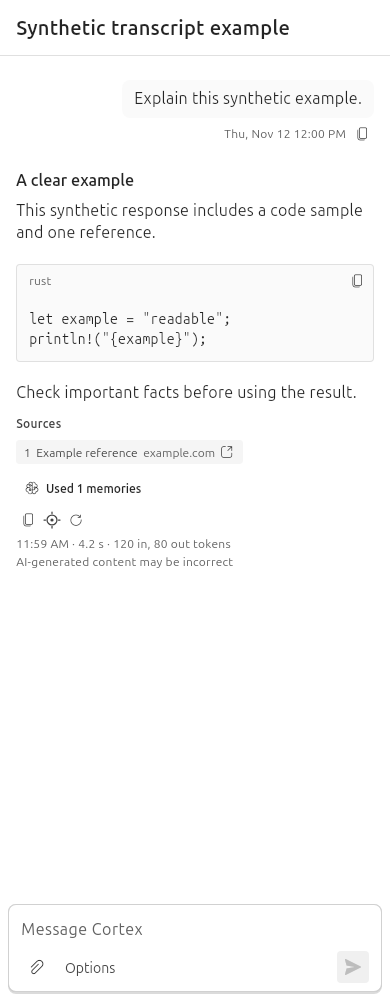 Synthetic transcript example
Explain this synthetic example.
Thu, Nov 12 12:00 PM
A clear example
This synthetic response includes a code sample
and one reference.
rust
let example = "readable";
println!("{example}");
Check important facts before using the result.
Sources
1 Example reference example.com
Used 1 memories
11:59 AM · 4.2 s · 120 in, 80 out tokens
AI-generated content may be incorrect
Message Cortex
Options